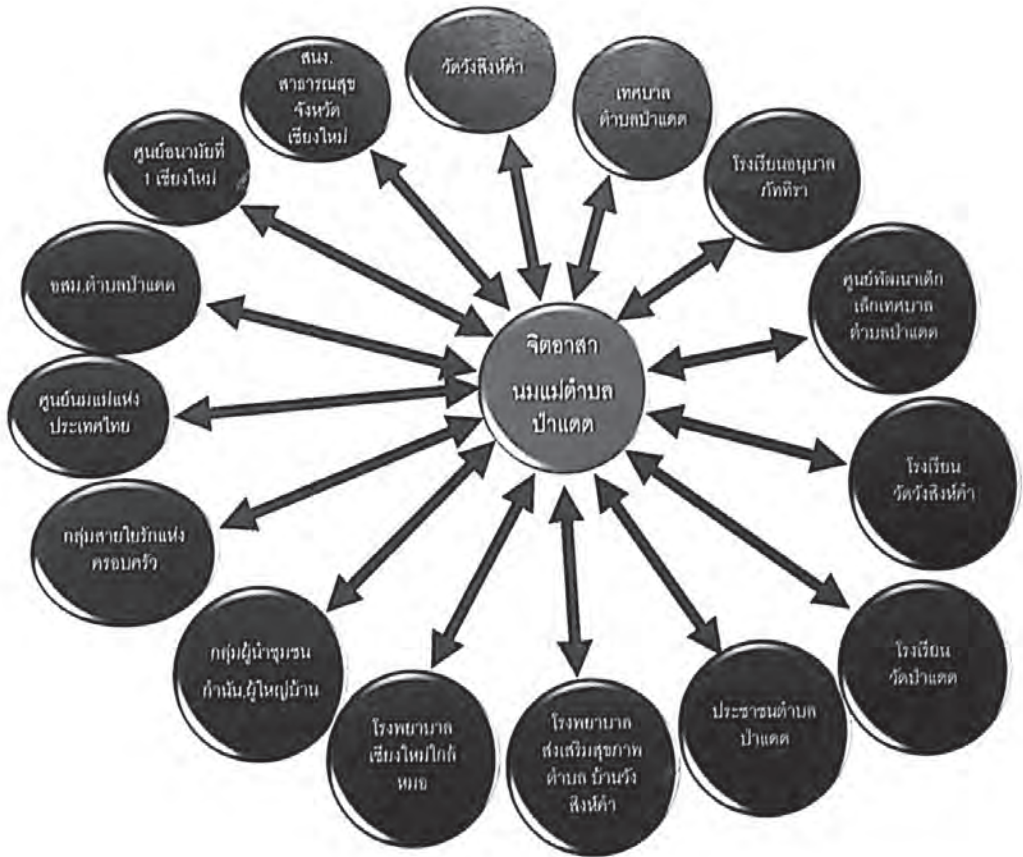 สนง.
สาธารณสุข
จังหวัด
เชียงใหม่
วัดวังสิงห์คำ
เทศบาล
ตำบลป่าแดด
โรงเรียนอนุบาล
ภัททิรา
ศูนย์พัฒนาเด็ก
เล็กเทศบาล
ตำบลป่าแดด
โรงเรียน
วัดวังสิงห์คำ
โรงเรียน
วัดป่าแดด
ประชาชนตำบล
ป่าแดด
โรงพยาบาล
ส่งเสริมสุขภาพ
ตำบล บ้านวัง
สิงห์คำ
โรงพยาบาล
เชียงใหม่ใกล้
หมอ
กลุ่มผู้นำชุมชน
กำนัน,ผู้ใหญ่บ้าน
กลุ่มสายใยรักแห่ง
ครอบครัว
ศูนย์นมแม่แห่ง
ประเทศไทย
อสม.ตำบลป่าแดด
ศูนย์อนามัยที่
1 เชียงใหม่
จิตอาสา
นมแม่ตำบล
ป่าแดด